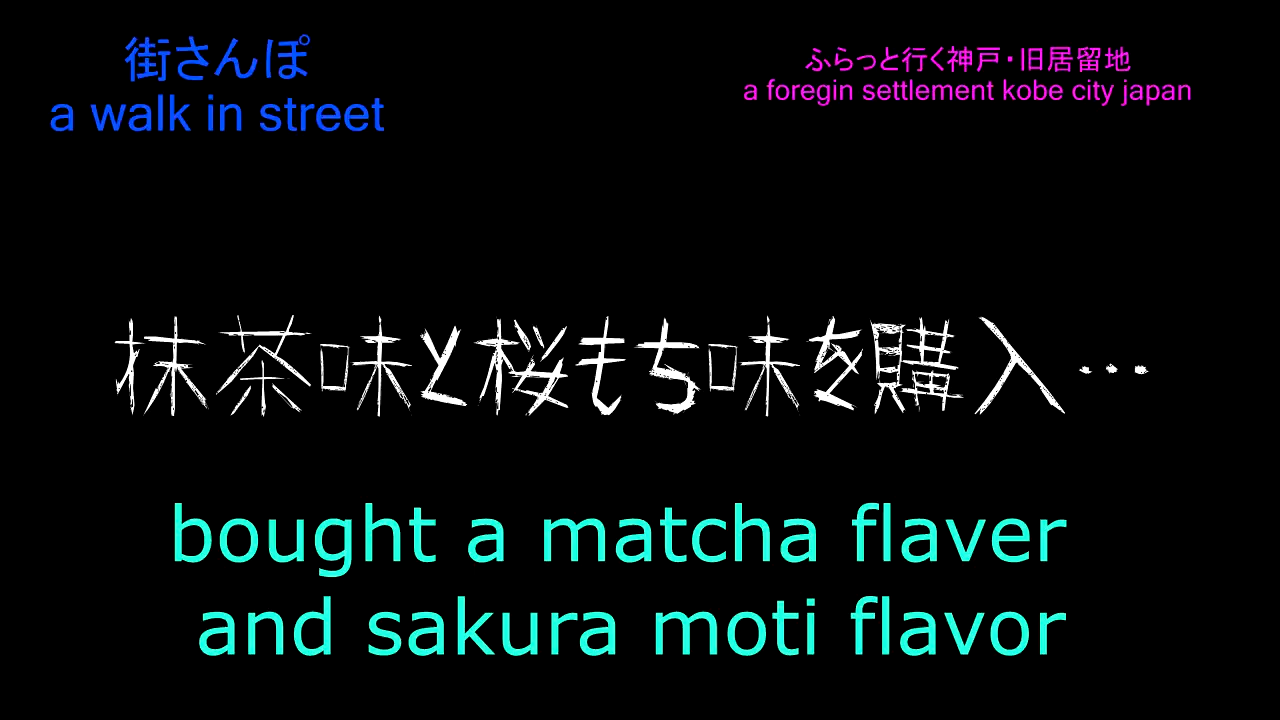 街さんぽ
a walk in street
ふらっと行く神戸・旧居留地
a foregin settlement kobe city japan
抹茶味と桜もち味を購入…
bought a matcha flaver
and sakura moti flavor